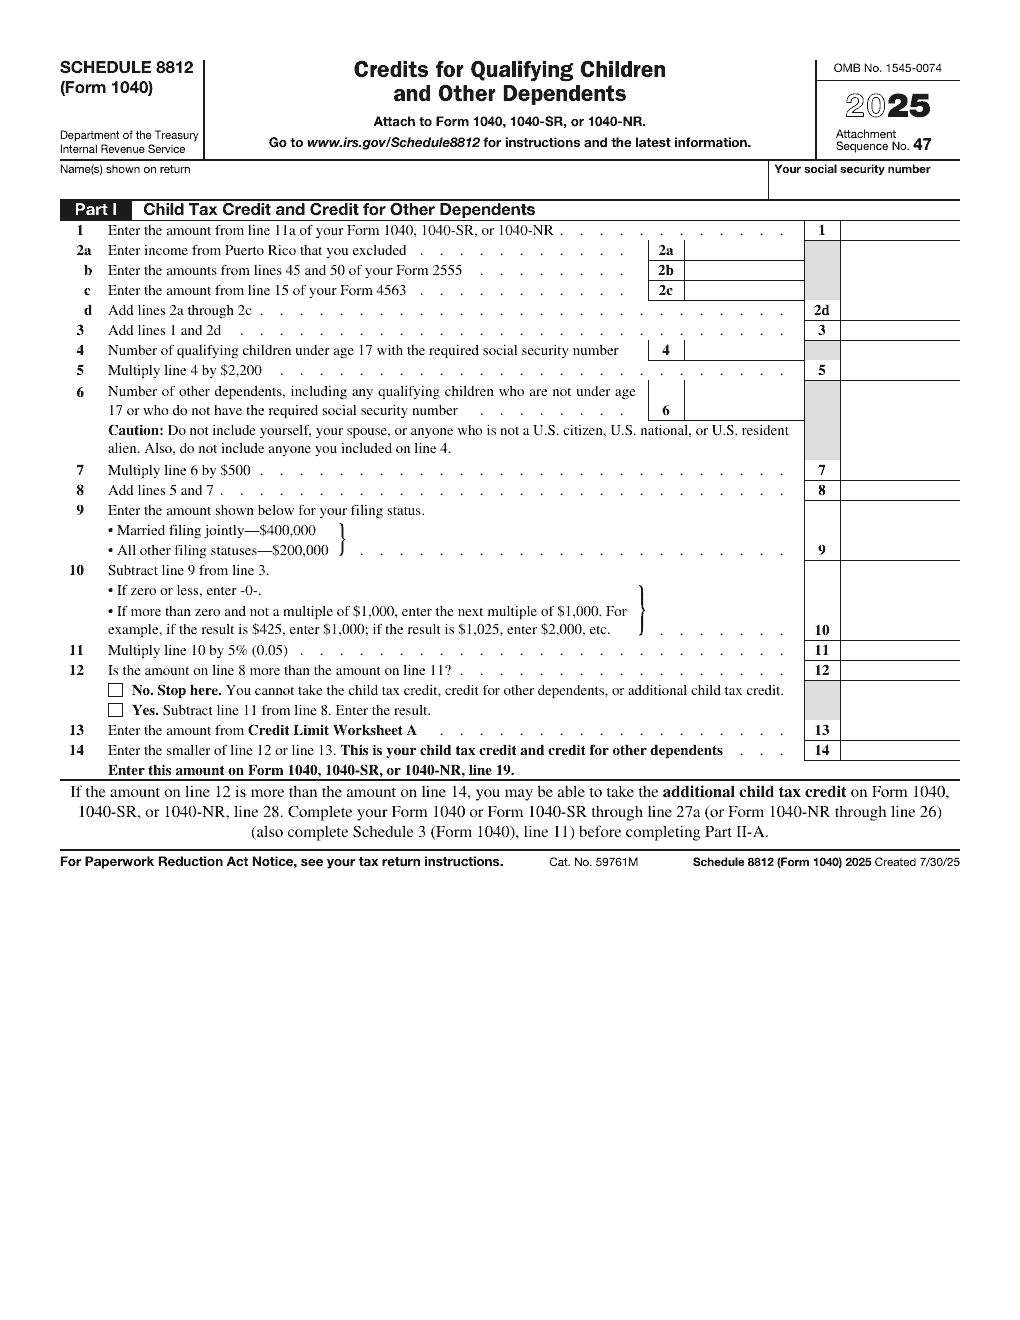 SCHEDULE 8812
(Form 1040)
Department of the Treasury
Internal Revenue Service
Credits for Qualifying Children
and Other Dependents
Attach to Form 1040, 1040-SR, or 1040-NR.
Go to www.irs.gov/Schedule8812 for instructions and the latest information.
OMB No. 1545-0074
2025
Attachment
Sequence No. 47
Name(s) shown on return
Your social security number
Part I Child Tax Credit and Credit for Other Dependents
1 Enter the amount from line 11a of your Form 1040, 1040-SR, or 1040-NR . . . . . . . . . . . . 1
2a Enter income from Puerto Rico that you excluded . . . . . . . . . . . 2a
b Enter the amounts from lines 45 and 50 of your Form 2555 . . . . . . . . 2b
c Enter the amount from line 15 of your Form 4563 . . . . . . . . . . . 2c
d Add lines 2a through 2c . . . . . . . . . . . . . . . . . . . . . . . . . . . 2d
3 Add lines 1 and 2d . . . . . . . . . . . . . . . . . . . . . . . . . . . . 3
4 Number of qualifying children under age 17 with the required social security number 4
5 Multiply line 4 by $2,200 . . . . . . . . . . . . . . . . . . . . . . . . . . 5
6 Number of other dependents, including any qualifying children who are not under age
17 or who do not have the required social security number . . . . . . . . 6
Caution: Do not include yourself, your spouse, or anyone who is not a U.S. citizen, U.S. national, or U.S. resident
alien. Also, do not include anyone you included on line 4.
7 Multiply line 6 by $500 . . . . . . . . . . . . . . . . . . . . . . . . . . . 7
8 Add lines 5 and 7 . . . . . . . . . . . . . . . . . . . . . . . . . . . . . 8
9 Enter the amount shown below for your filing status.
• Married filing jointly—$400,000
• All other filing statuses—$200,000 } . . . . . . . . . . . . . . . . . . . . . . 9
10 Subtract line 9 from line 3.
• If zero or less, enter -0-.
• If more than zero and not a multiple of $1,000, enter the next multiple of $1,000. For
example, if the result is $425, enter $1,000; if the result is $1,025, enter $2,000, etc. } . . . . . . . 10
11 Multiply line 10 by 5% (0.05) . . . . . . . . . . . . . . . . . . . . . . . . . 11
12 Is the amount on line 8 more than the amount on line 11? . . . . . . . . . . . . . . . . . 12
No. Stop here. You cannot take the child tax credit, credit for other dependents, or additional child tax credit.
Yes. Subtract line 11 from line 8. Enter the result.
13 Enter the amount from Credit Limit Worksheet A . . . . . . . . . . . . . . . . . . 13
14 Enter the smaller of line 12 or line 13. This is your child tax credit and credit for other dependents . . . 14
Enter this amount on Form 1040, 1040-SR, or 1040-NR, line 19.
If the amount on line 12 is more than the amount on line 14, you may be able to take the additional child tax credit on Form 1040,
1040-SR, or 1040-NR, line 28. Complete your Form 1040 or Form 1040-SR through line 27a (or Form 1040-NR through line 26)
(also complete Schedule 3 (Form 1040), line 11) before completing Part II-A.
For Paperwork Reduction Act Notice, see your tax return instructions. Cat. No. 59761M Schedule 8812 (Form 1040) 2025 Created 7/30/25